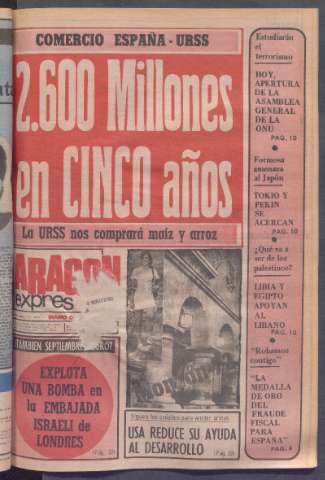 COMERCIO ESPAÑA - URSS
2.600 Millones
en CINCO años
La URSS nos comprará maíz y arroz
ARAGON
expres
¿TAMBIEN SEPTIEMBRE
EXPLOTA
UNA BOMBA en
la EMBAJADA
ISRAELI de
LONDRES
USA REDUCE SU AYUDA
AL DESARROLLO
Estudiarán
el
terrorismo
HOY,
APERTURA
DE LA
ASAMBLEA
GENERAL
DE LA
ONU
PAG. 10
Formosa
amenaza
al Japón
TOKIO Y
PEKIN
SE
ACERCAN
PAG. 10
¿Qué va a
ser de los
palestinos?
LIBIA Y
EGIPTO
APOYAN
AL
LIBANO
PAG. 10
"Robamos
contigo"
"LA
MEDALLA
DE ORO
DEL
FRAUDE
FISCAL
PARA
ESPAÑA"